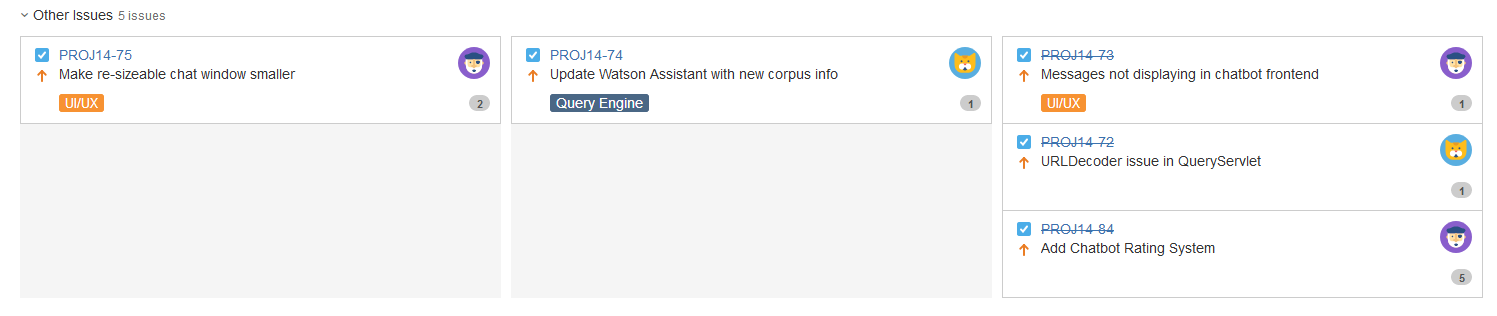 Other Issues 5 issues
PROJ14-75
Make re-sizeable chat window smaller
UI/UX 2
PROJ14-74
Update Watson Assistant with new corpus info
Query Engine 1
PROJ14-73
Messages not displaying in chatbot frontend
UI/UX 1
PROJ14-72
URLDecoder issue in QueryServlet
1
PROJ14-84
Add Chatbot Rating System
5